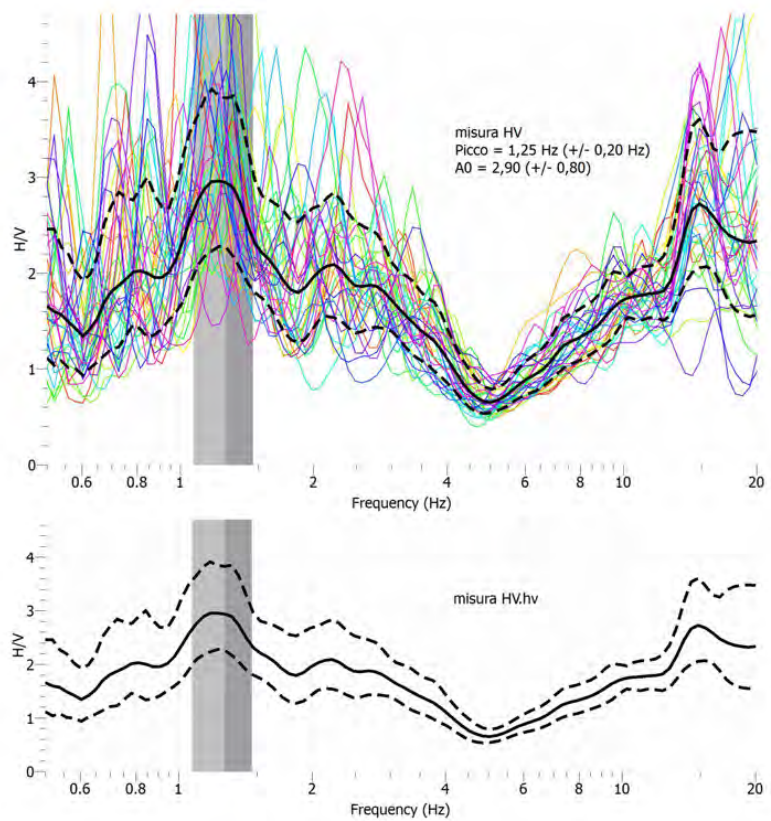 4
3
2
1
0
H/V
misura HV
Picco = 1,25 Hz (+/- 0,20 Hz)
A0 = 2,90 (+/- 0,80)
0.6 0.8 1 2 4 6 8 10 20
Frequency (Hz)
4
3
2
1
0
H/V
misura HV.hv
0.6 0.8 1 2 4 6 8 10 20
Frequency (Hz)